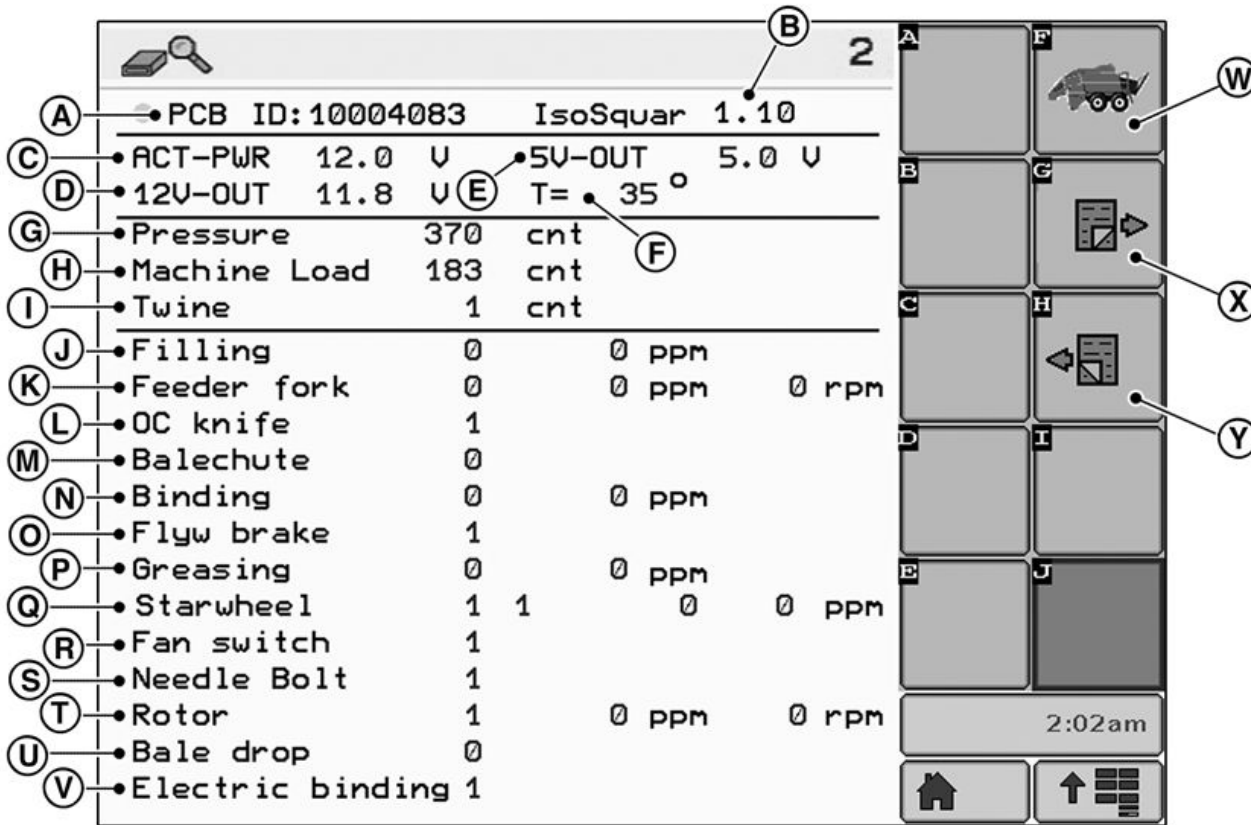 B
2
A PCB ID:10004083 IsoSquar 1.10
C ACT-PWR 12.0 V E 5V-OUT 5.0 V
D 12V-OUT 11.8 V T= 35 °
F
G Pressure 370 cnt
H Machine Load 183 cnt
I Twine 1 cnt
J Filling 0 0 ppm
K Feeder fork 0 0 ppm 0 rpm
L OC knife 1
M Balechute 0
N Binding 0 0 ppm
O Flyw brake 1
P Greasing 0 0 ppm
Q Starwheel 1 1 0 0 ppm
R Fan switch 1
S Needle Bolt 1
T Rotor 1 0 ppm 0 rpm
U Bale drop 0
V Electric binding 1
A F W
B G X
C H Y
D I
E J
2:02am